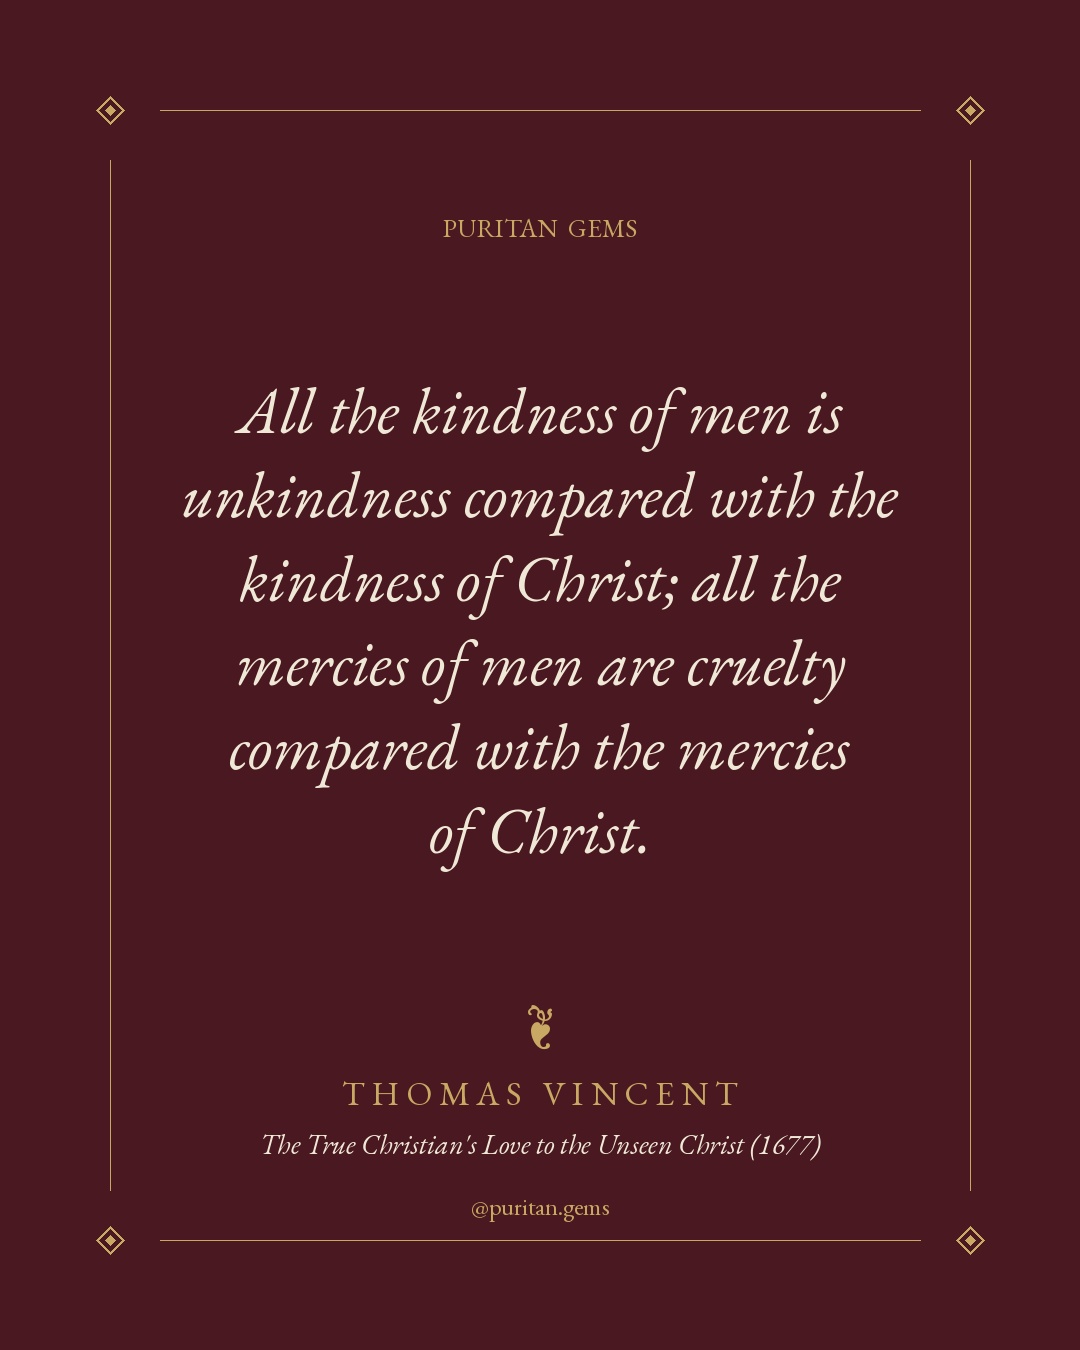 PURITAN GEMS
All the kindness of men is
unkindness compared with the
kindness of Christ; all the
mercies of men are cruelty
compared with the mercies
of Christ.
THOMAS VINCENT
The True Christian's Love to the Unseen Christ (1677)
@puritan.gems